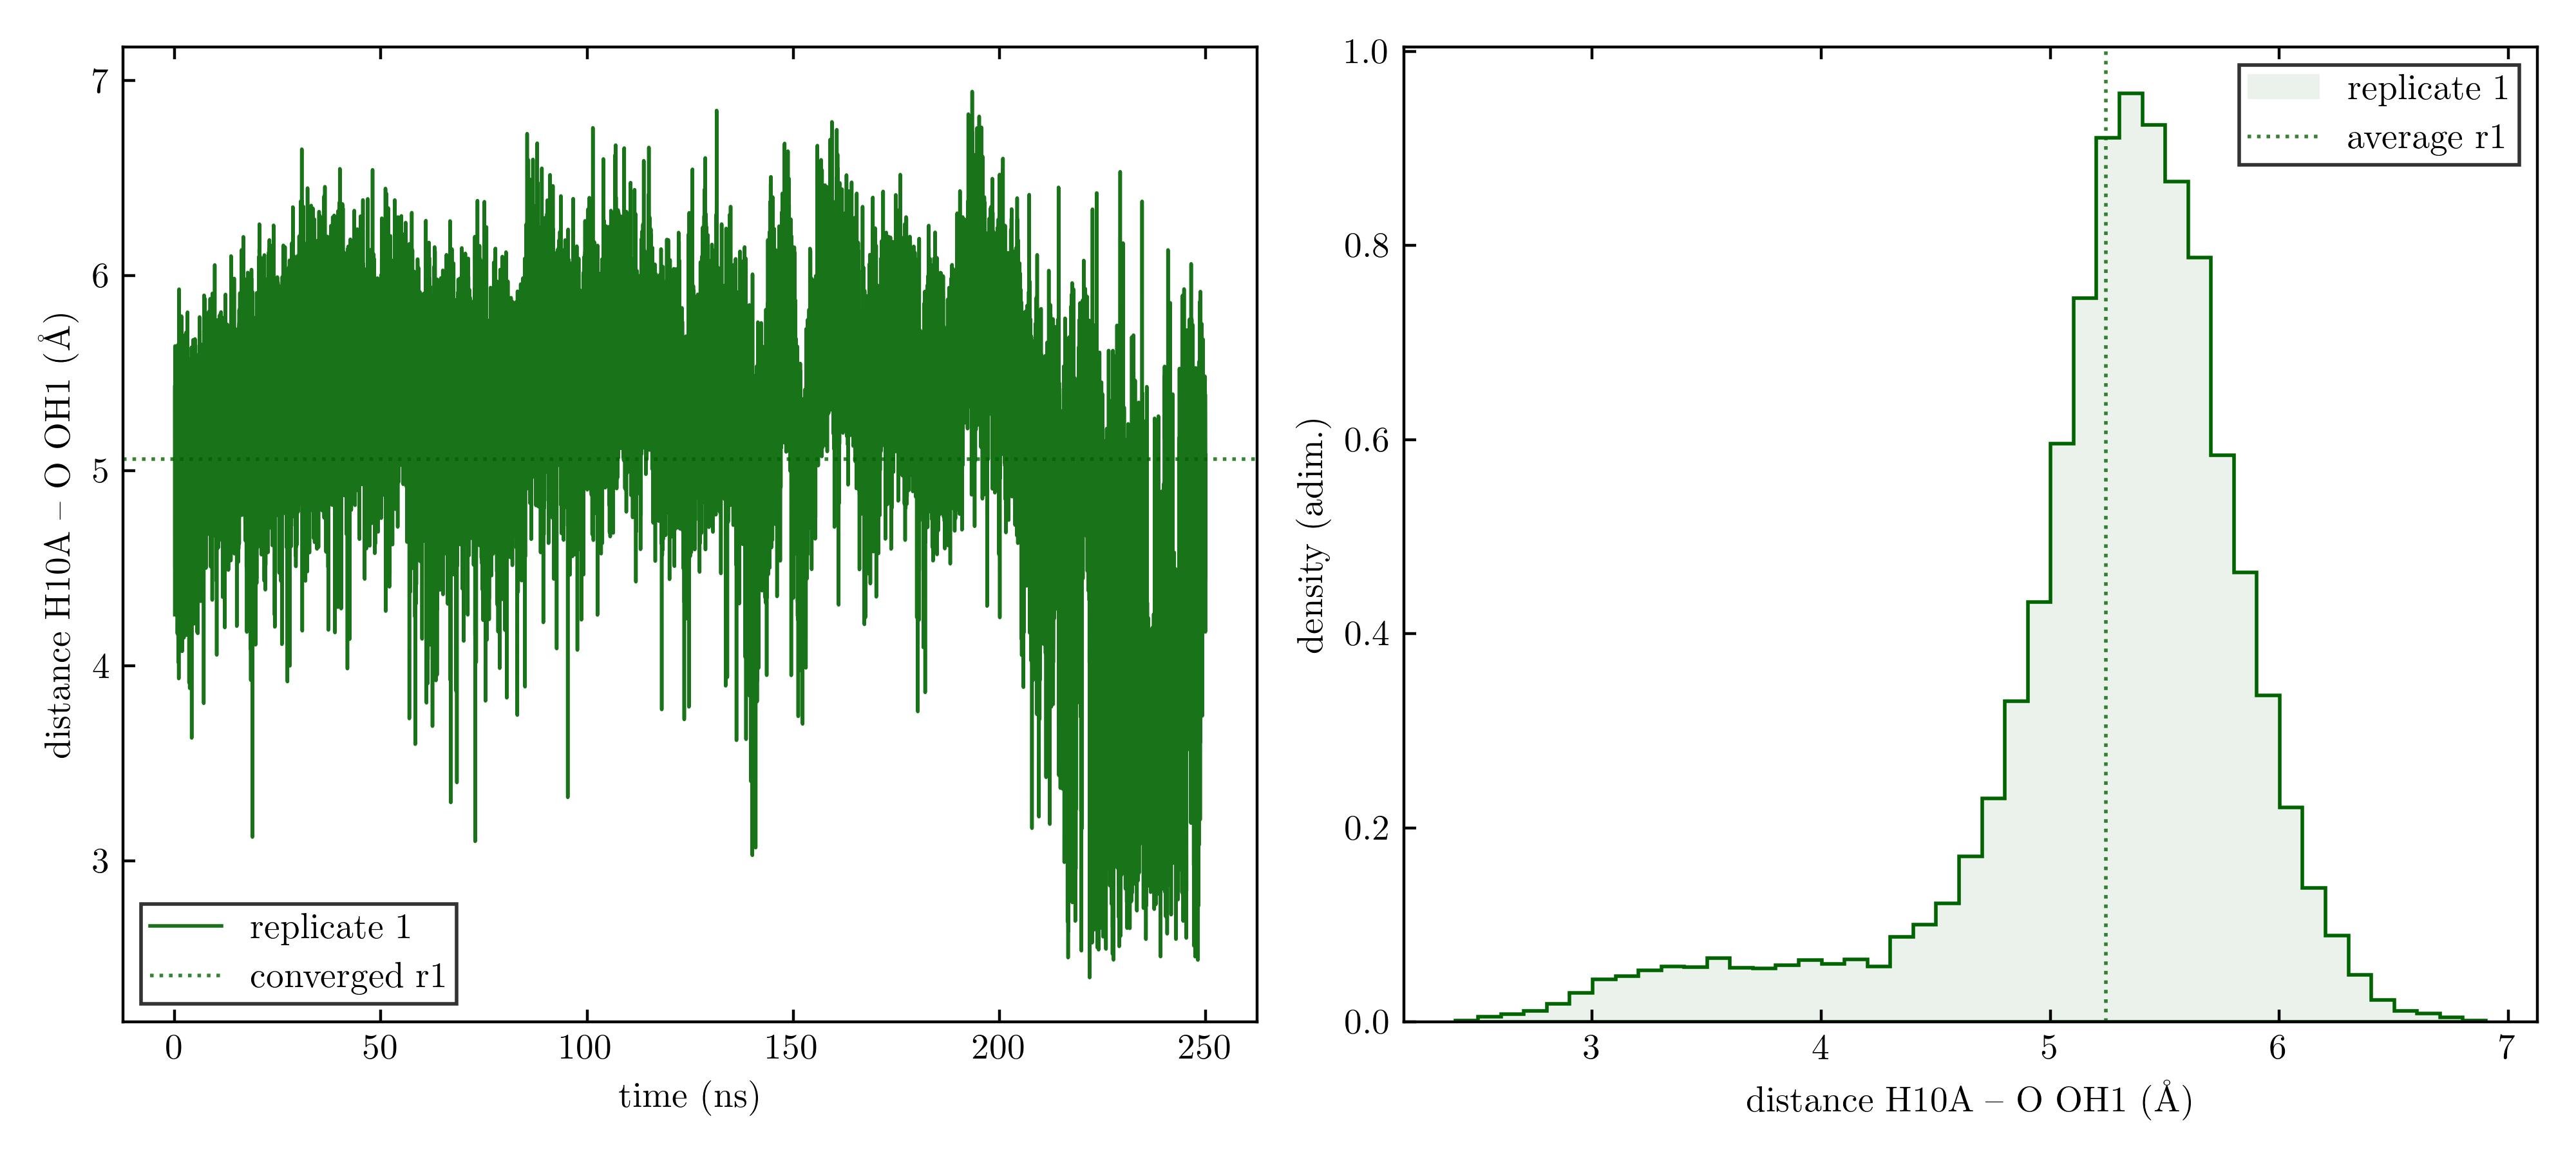 7
6
5
4
3
distance H10A – O OH1 (Å)
replicate 1
converged r1
0 50 100 150 200 250
time (ns)
1.0
0.8
0.6
0.4
0.2
0.0
density (adim.)
replicate 1
average r1
3 4 5 6 7
distance H10A – O OH1 (Å)